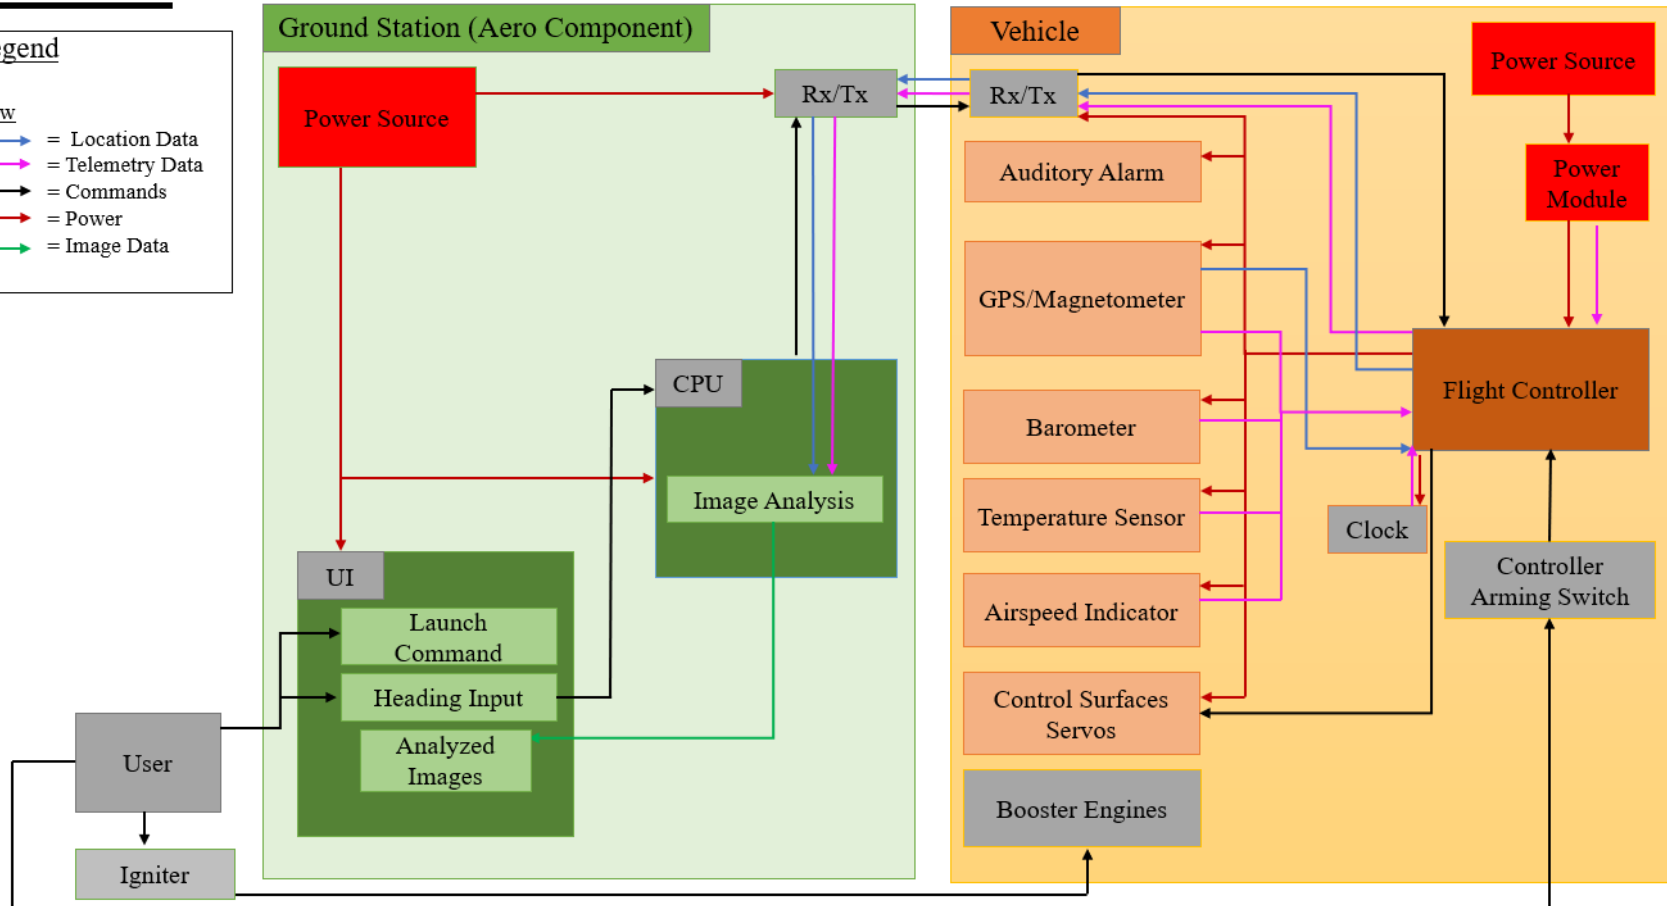 egend
w
= Location Data
= Telemetry Data
= Commands
= Power
= Image Data
Ground Station (Aero Component)
Power Source
Rx/Tx
CPU
Image Analysis
UI
Launch
Command
Heading Input
Analyzed
Images
User
Igniter
Vehicle
Rx/Tx
Power Source
Power
Module
Auditory Alarm
GPS/Magnetometer
Barometer
Temperature Sensor
Airspeed Indicator
Control Surfaces
Servos
Booster Engines
Flight Controller
Clock
Controller
Arming Switch